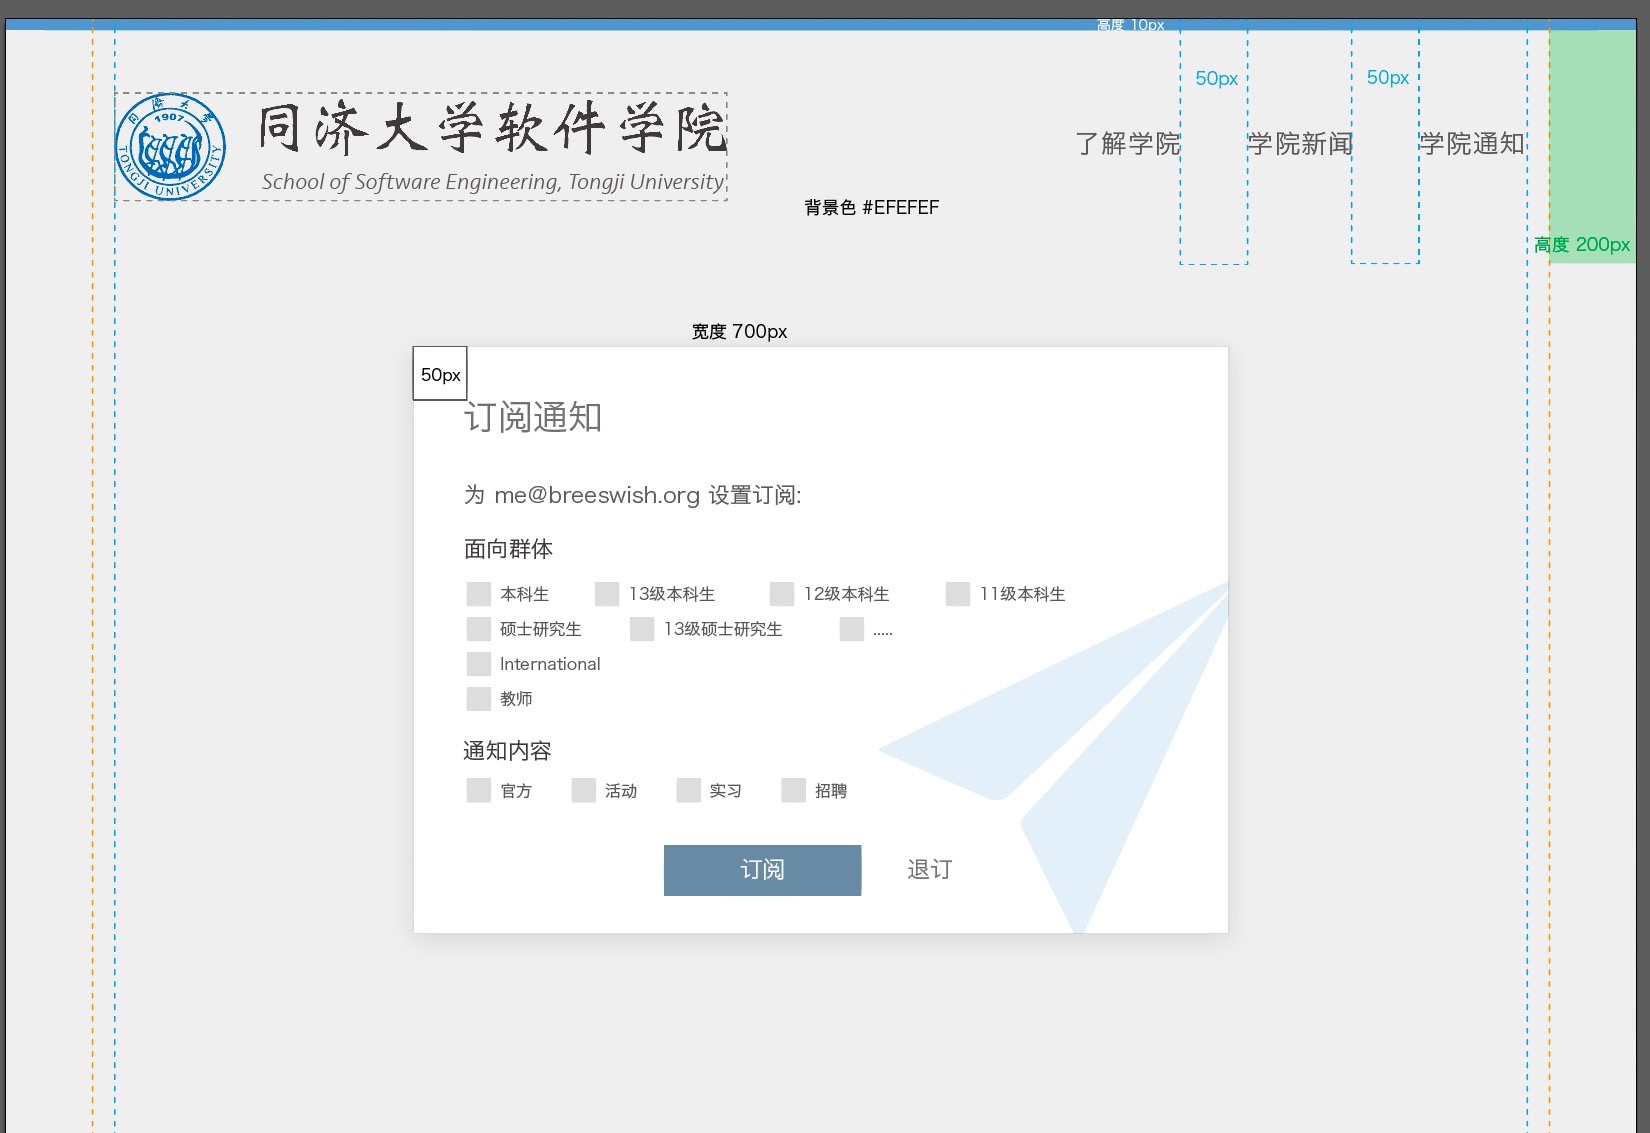 高度 10px
50px
50px
同济大学
1907
TONGJI UNIVERSITY
同济大学软件学院
School of Software Engineering, Tongji University
了解学院 学院新闻 学院通知
背景色 #EFEFEF
高度 200px
宽度 700px
50px
订阅通知
为 me@breeswish.org 设置订阅:
面向群体
本科生 13级本科生 12级本科生 11级本科生
硕士研究生 13级硕士研究生 .....
International
教师
通知内容
官方 活动 实习 招聘
订阅 退订